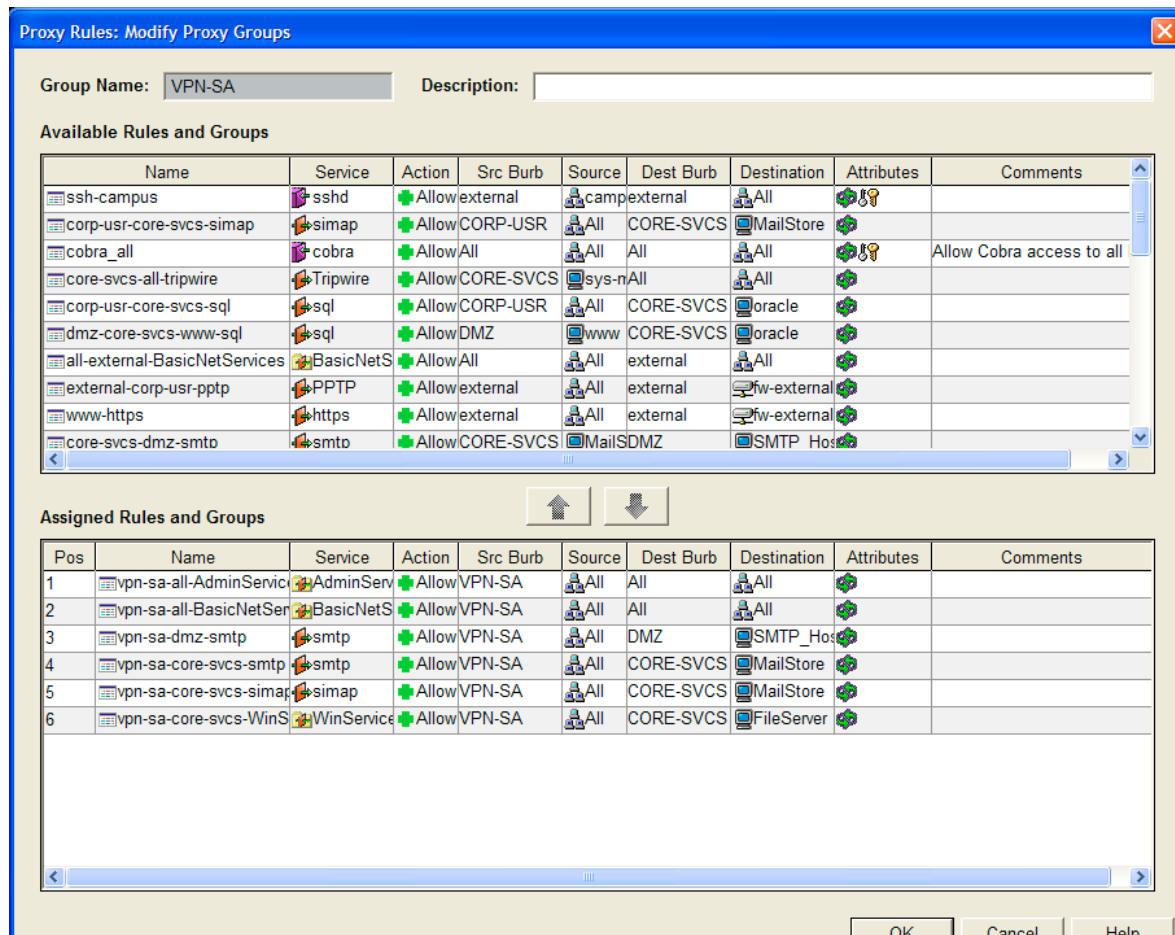 Proxy Rules: Modify Proxy Groups
Group Name: VPN-SA Description:
Available Rules and Groups
Name Service Action Src Burb Source Dest Burb Destination Attributes Comments
ssh-campus sshd Allow external camp external All
corp-usr-core-svcs-simap simap Allow CORP-USR All CORE-SVCS MailStore
cobra_all cobra Allow All All All All Allow Cobra access to all
core-svcs-all-tripwire Tripwire Allow CORE-SVCS sys-m All All
corp-usr-core-svcs-sql sql Allow CORP-USR All CORE-SVCS oracle
dmz-core-svcs-www-sql sql Allow DMZ www CORE-SVCS oracle
all-external-BasicNetServices BasicNetS Allow All All external All
external-corp-usr-pptp PPTP Allow external All external fw-external
www-https https Allow external All external fw-external
core-svcs-dmz-smtp smtp Allow CORE-SVCS MailS DMZ SMTP_Hos
Assigned Rules and Groups
Pos Name Service Action Src Burb Source Dest Burb Destination Attributes Comments
1 vpn-sa-all-AdminServic AdminServ Allow VPN-SA All All All
2 vpn-sa-all-BasicNetSer BasicNetS Allow VPN-SA All All All
3 vpn-sa-dmz-smtp smtp Allow VPN-SA All DMZ SMTP_Hos
4 vpn-sa-core-svcs-smtp smtp Allow VPN-SA All CORE-SVCS MailStore
5 vpn-sa-core-svcs-simap simap Allow VPN-SA All CORE-SVCS MailStore
6 vpn-sa-core-svcs-WinS WinService Allow VPN-SA All CORE-SVCS FileServer
OK Cancel Help